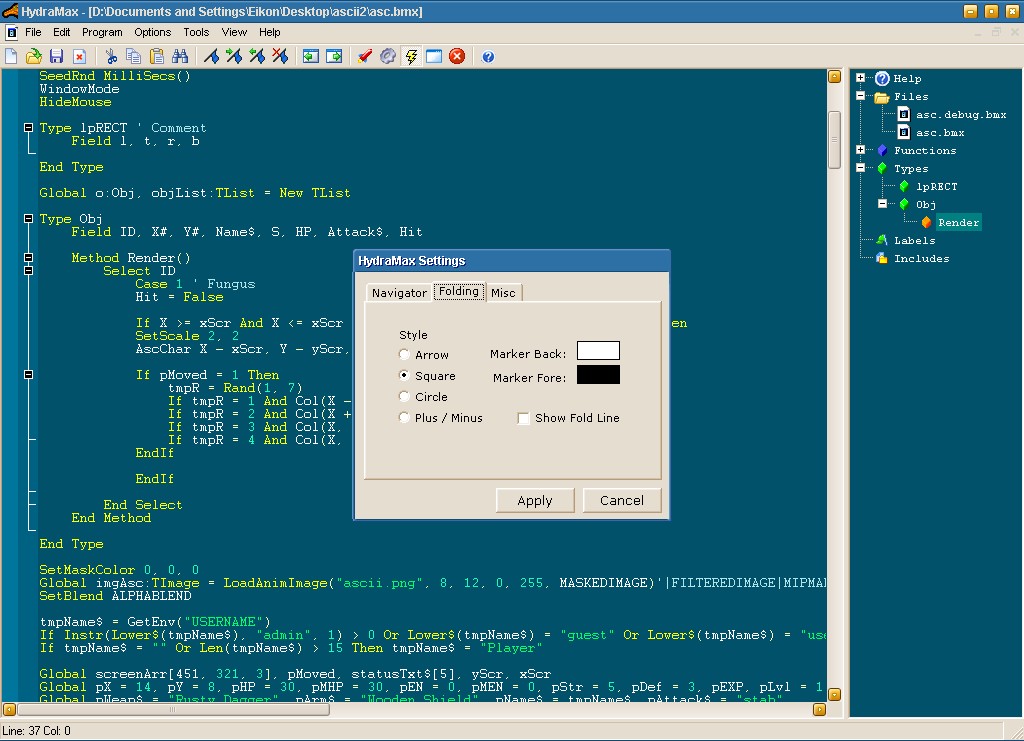 HydraMax - [D:\Documents and Settings\Eikon\Desktop\ascii2\asc.bmx]
File Edit Program Options Tools View Help
SeedRnd MilliSecs()
WindowMode
HideMouse
Type lpRECT ' Comment
Field l, t, r, b
End Type
Global o:Obj, objList:TList = New TList
Type Obj
Field ID, X#, Y#, Name$, S, HP, Attack$, Hit
Method Render()
Select ID
Case 1 ' Fungus
Hit = False
If X >= xScr And X <= xScr
en
SetScale 2, 2
AscChar X - xScr, Y - yScr,
If pMoved = 1 Then
tmpR = Rand(1, 7)
If tmpR = 1 And Col(X -
If tmpR = 2 And Col(X +
If tmpR = 3 And Col(X,
If tmpR = 4 And Col(X,
EndIf
EndIf
End Select
End Method
End Type
SetMaskColor 0, 0, 0
Global imgAsc:TImage = LoadAnimImage("ascii.png", 8, 12, 0, 255, MASKEDIMAGE)'|FILTEREDIMAGE|MIPMA
SetBlend ALPHABLEND
tmpName$ = GetEnv("USERNAME")
If Instr(Lower$(tmpName$), "admin", 1) > 0 Or Lower$(tmpName$) = "guest" Or Lower$(tmpName$) = "use
If tmpName$ = "" Or Len(tmpName$) > 15 Then tmpName$ = "Player"
Global screenArr[451, 321, 3], pMoved, statusTxt$[5], yScr, xScr
Global pX = 14, pY = 8, pHP = 30, pMHP = 30, pEN = 0, pMEN = 0, pStr = 5, pDef = 3, pEXP, pLvl = 1
Global pWeap$ = "Rusty Dagger", pArm$ = "Wooden Shield", pName$ = tmpName$, pAttack$ = "stab"
HydraMax Settings
Navigator Folding Misc
Style
Arrow
Square
Circle
Plus / Minus
Marker Back:
Marker Fore:
Show Fold Line
Apply Cancel
Help
Files
asc.debug.bmx
asc.bmx
Functions
Types
lpRECT
Obj
Render
Labels
Includes
Line: 37 Col: 0